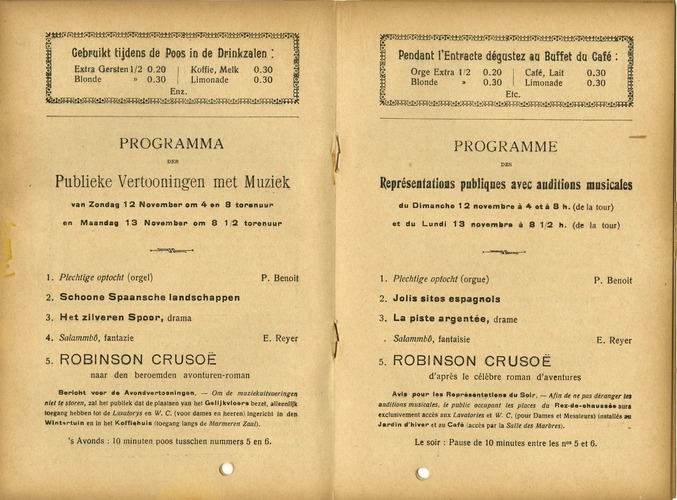 Gebruikt tijdens de Poos in de Drinkzalen :
Extra Gersten 1/2 0.20 | Koffie, Melk 0.30
Blonde » 0.30 | Limonade 0.30
Enz.
PROGRAMMA
DER
Publieke Vertooningen met Muziek
van Zondag 12 November om 4 en 8 torenuur
en Maandag 13 November om 8 1/2 torenuur
1. Plechtige optocht (orgel) P. Benoit
2. Schoone Spaansche landschappen
3. Het zilveren Spoor, drama
4. Salammbô, fantazie E. Reyer
5. ROBINSON CRUSOË
naar den beroemden avonturen-roman
Bericht voor de Avondvertooningen. — Om de muziekuitvoeringen
niet te storen, zal het publiek dat de plaatsen van het Gelijkvloers bezet, alleenlijk
toegang hebben tot de Lavatorys en W. C. (voor dames en heeren) ingericht in den
Wintertuin en in het Koffiehuis (toegang langs de Marmeren Zaal).
's Avonds : 10 minuten poos tusschen nummers 5 en 6.
Pendant l'Entracte dégustez au Buffet du Café :
Orge Extra 1/2 0.20 | Café, Lait 0.30
Blonde » 0.30 | Limonade 0.30
Etc.
PROGRAMME
DES
Représentations publiques avec auditions musicales
du Dimanche 12 novembre à 4 et à 8 h. (de la tour)
et du Lundi 13 novembre à 8 1/2 h. (de la tour)
1. Plechtige optocht (orgue) P. Benoit
2. Jolis sites espagnols
3. La piste argentée, drame
. Salammbô, fantaisie E. Reyer
5. ROBINSON CRUSOË
d'après le célèbre roman d'aventures
Avis pour les Représentations du Soir. — Afin de ne pas déranger les
auditions musicales, le public occupant les places du Rez-de-chaussée aura
exclusivement accès aux Lavatories et W. C. (pour Dames et Messieurs) installés au
Jardin d'hiver et au Café (accès par la Salle des Marbres).
Le soir : Pause de 10 minutes entre les nos 5 et 6.